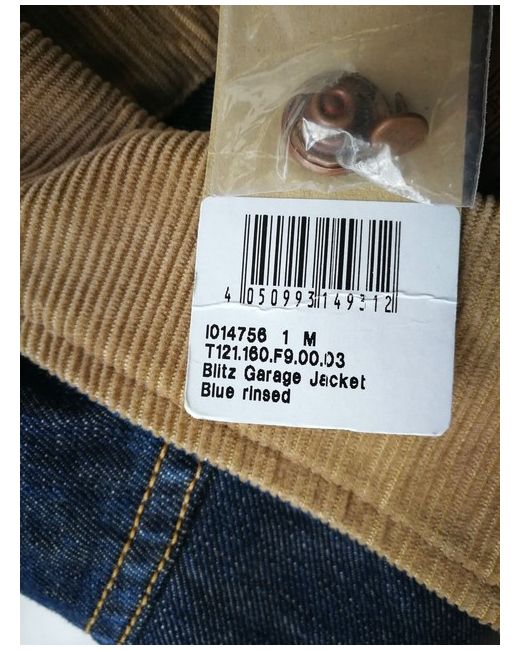 4 050993 149312
I014756 1 M
T121.160.F9.00.03
Blitz Garage Jacket
Blue rinsed